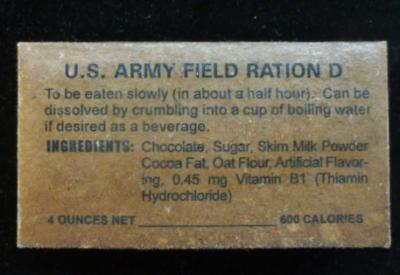 U.S. ARMY FIELD RATION D
To be eaten slowly (in about a half hour). Can be
dissolved by crumbling into a cup of boiling water
if desired as a beverage.
INGREDIENTS: Chocolate, Sugar, Skim Milk Powder
Cocoa Fat, Oat Flour, Artificial Flavor-
ing, 0.45 mg Vitamin B1 (Thiamin
Hydrochloride)
4 OUNCES NET 600 CALORIES